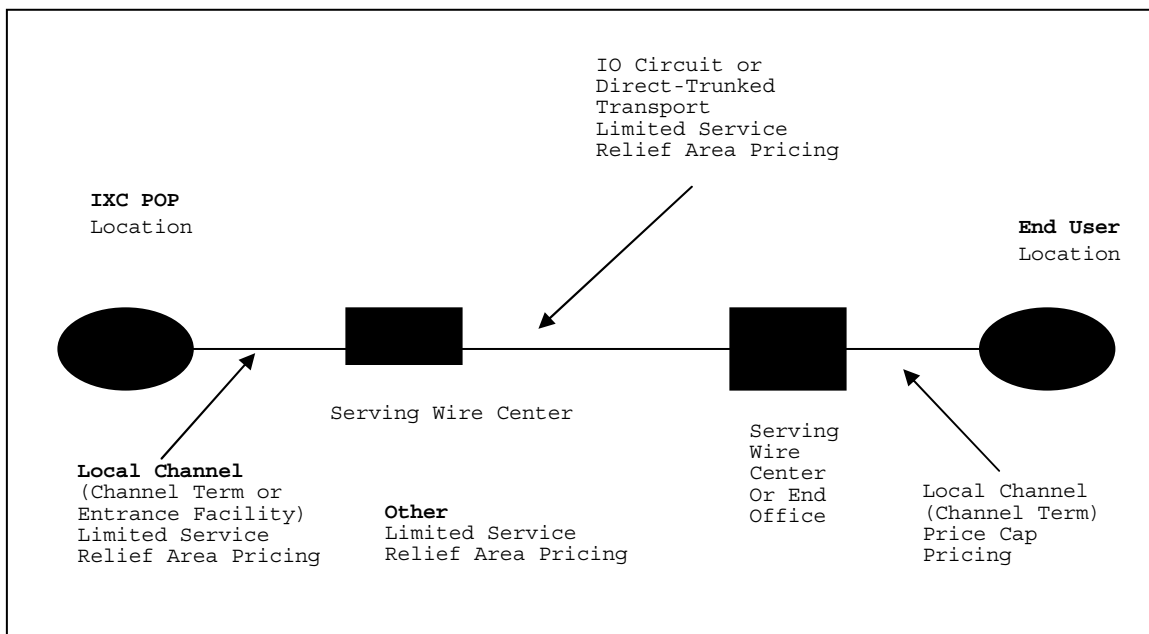 IO Circuit or
Direct-Trunked
Transport
Limited Service
Relief Area Pricing
IXC POP
Location
End User
Location
Serving Wire Center
Serving
Wire
Center
Or End
Office
Local Channel
(Channel Term or
Entrance Facility)
Limited Service
Relief Area Pricing
Other
Limited Service
Relief Area Pricing
Local Channel
(Channel Term)
Price Cap
Pricing